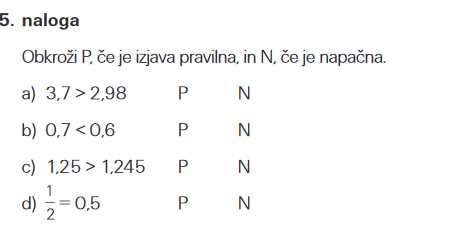 5. naloga
Obkroži P, če je izjava pravilna, in N, če je napačna.
a) 3,7 > 2,98 P N
b) 0,7 < 0,6 P N
c) 1,25 > 1,245 P N
d) 1/2 = 0,5 P N